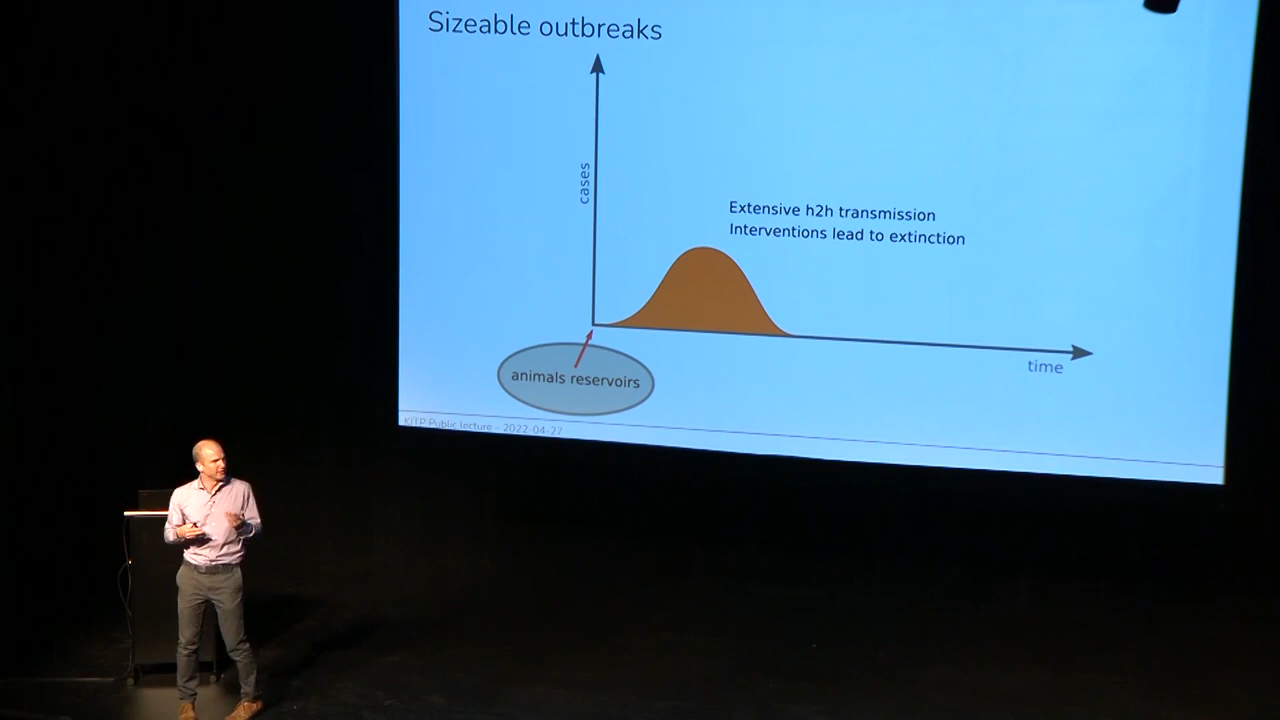 Sizeable outbreaks
cases
Extensive h2h transmission
Interventions lead to extinction
time
animals reservoirs
KITP Public lecture - 2022-04-27